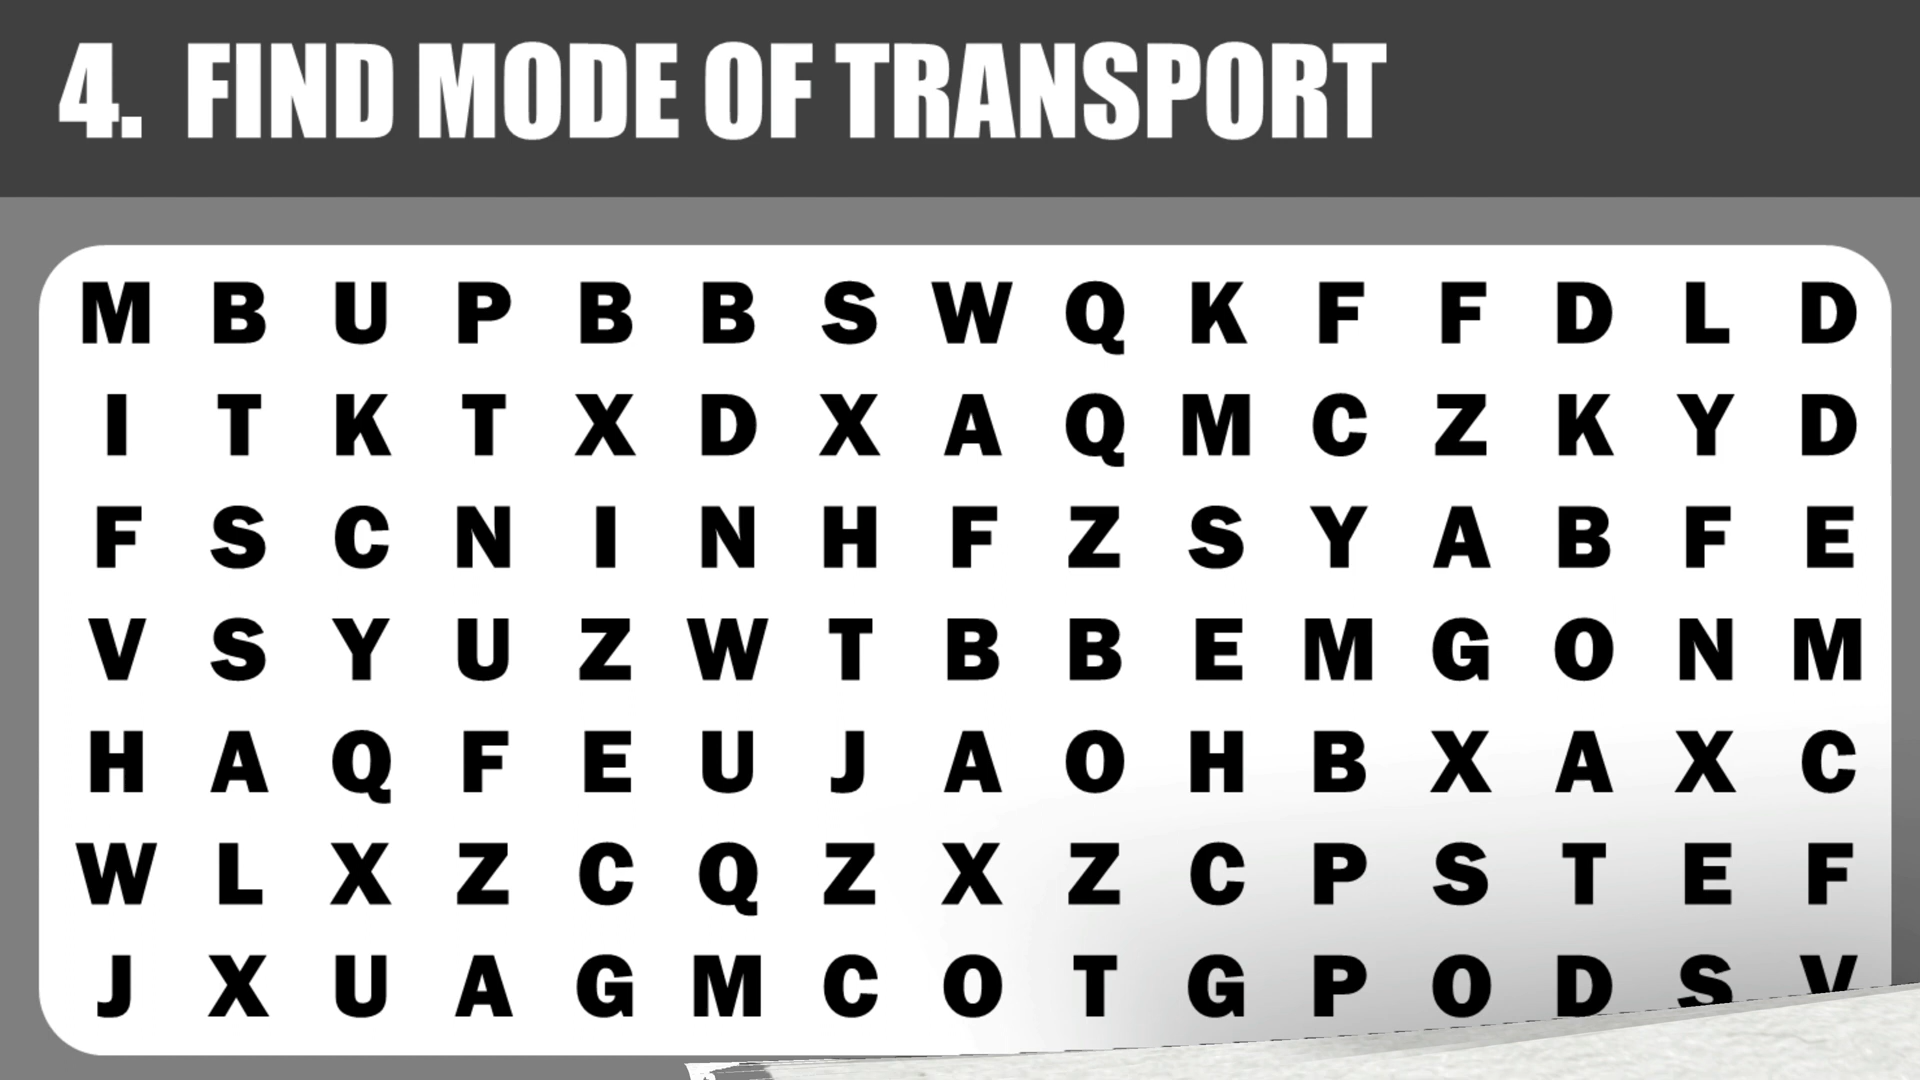 4. FIND MODE OF TRANSPORT
M B U P B B S W Q K F F D L D
I T K T X D X A Q M C Z K Y D
F S C N I N H F Z S Y A B F E
V S Y U Z W T B B E M G O N M
H A Q F E U J A O H B X A X C
W L X Z C Q Z X Z C P S T E F
J X U A G M C O T G P O D S V